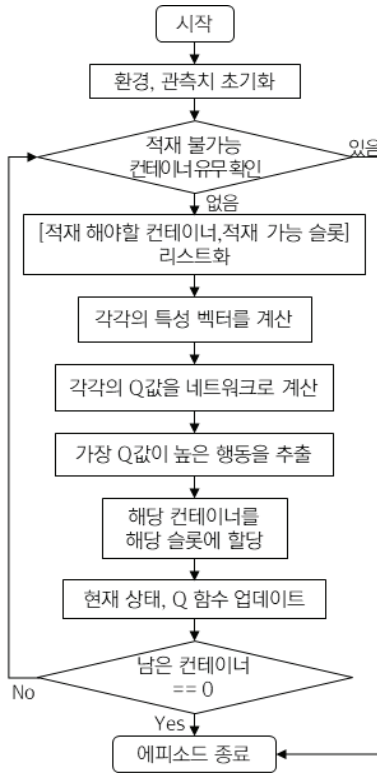 시작
환경, 관측치 초기화
적재 불가능
컨테이너유무확인
있음
없음
[적재 해야할 컨테이너,적재 가능 슬롯]
리스트화
각각의 특성 벡터를 계산
각각의 Q값을 네트워크로 계산
가장 Q값이 높은 행동을 추출
해당 컨테이너를
해당 슬롯에 할당
현재 상태, Q 함수 업데이트
남은 컨테이너
== 0
No
Yes
에피소드 종료